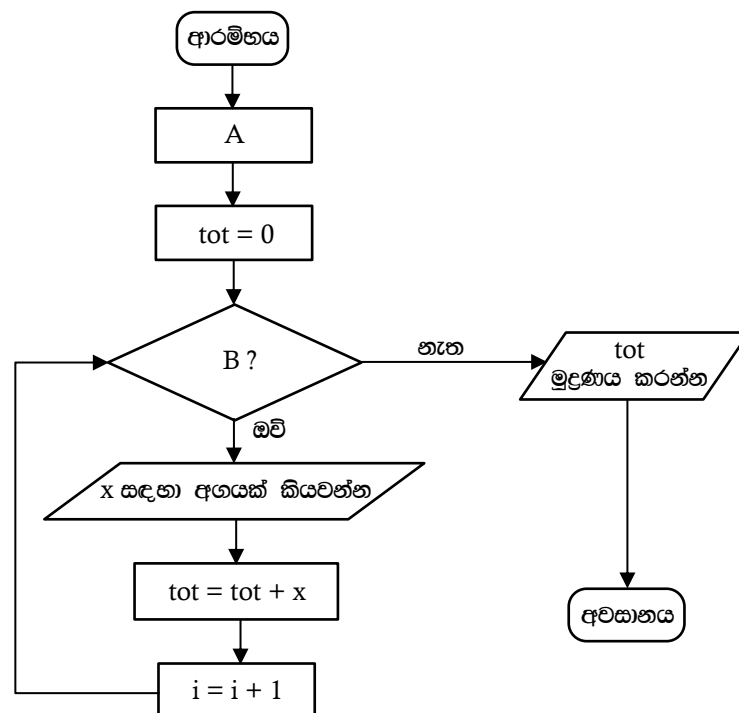 ආරම්භය
A
tot = 0
B ?
නැත
tot
මුද්‍රණය කරන්න
ඔව්
x සඳහා අගයක් කියවන්න
tot = tot + x
අවසානය
i = i + 1